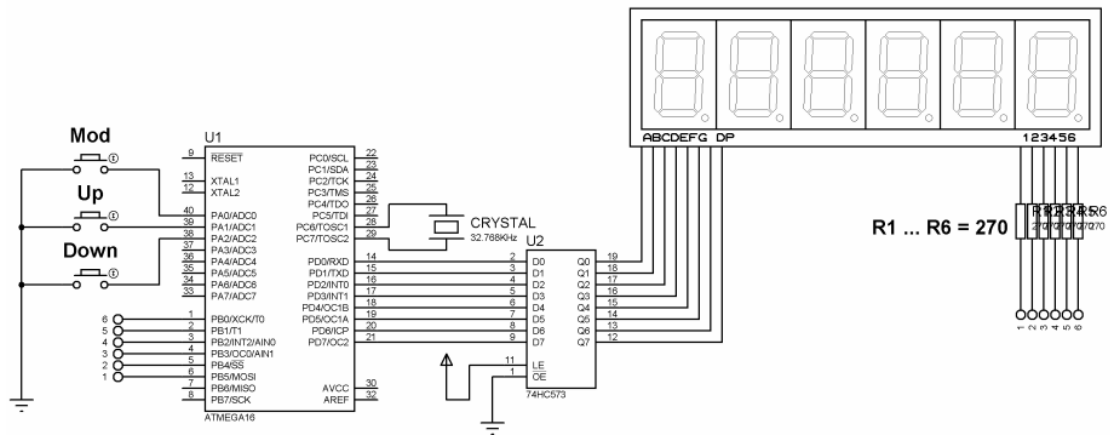 Mod
Up
Down
U1
ATMEGA16
9 RESET
13 XTAL1
12 XTAL2
40 PA0/ADC0
39 PA1/ADC1
38 PA2/ADC2
37 PA3/ADC3
36 PA4/ADC4
35 PA5/ADC5
34 PA6/ADC6
33 PA7/ADC7
6 1 PB0/XCK/T0
5 2 PB1/T1
4 3 PB2/INT2/AIN0
3 4 PB3/OC0/AIN1
2 5 PB4/SS
1 6 PB5/MOSI
7 PB6/MISO
8 PB7/SCK
PC0/SCL 22
PC1/SDA 23
PC2/TCK 24
PC3/TMS 25
PC4/TDO 26
PC5/TDI 27
PC6/TOSC1 28
PC7/TOSC2 29
PD0/RXD 14
PD1/TXD 15
PD2/INT0 16
PD3/INT1 17
PD4/OC1B 18
PD5/OC1A 19
PD6/ICP 20
PD7/OC2 21
AVCC 30
AREF 32
CRYSTAL
32.768KHz
U2
2 D0 Q0 19
3 D1 Q1 18
4 D2 Q2 17
5 D3 Q3 16
6 D4 Q4 15
7 D5 Q5 14
8 D6 Q6 13
9 D7 Q7 12
11 LE
1 OE
74HC573
ABCDEFG DP
123456
R1 ... R6 = 270
R6
270
1 2 3 4 5 6